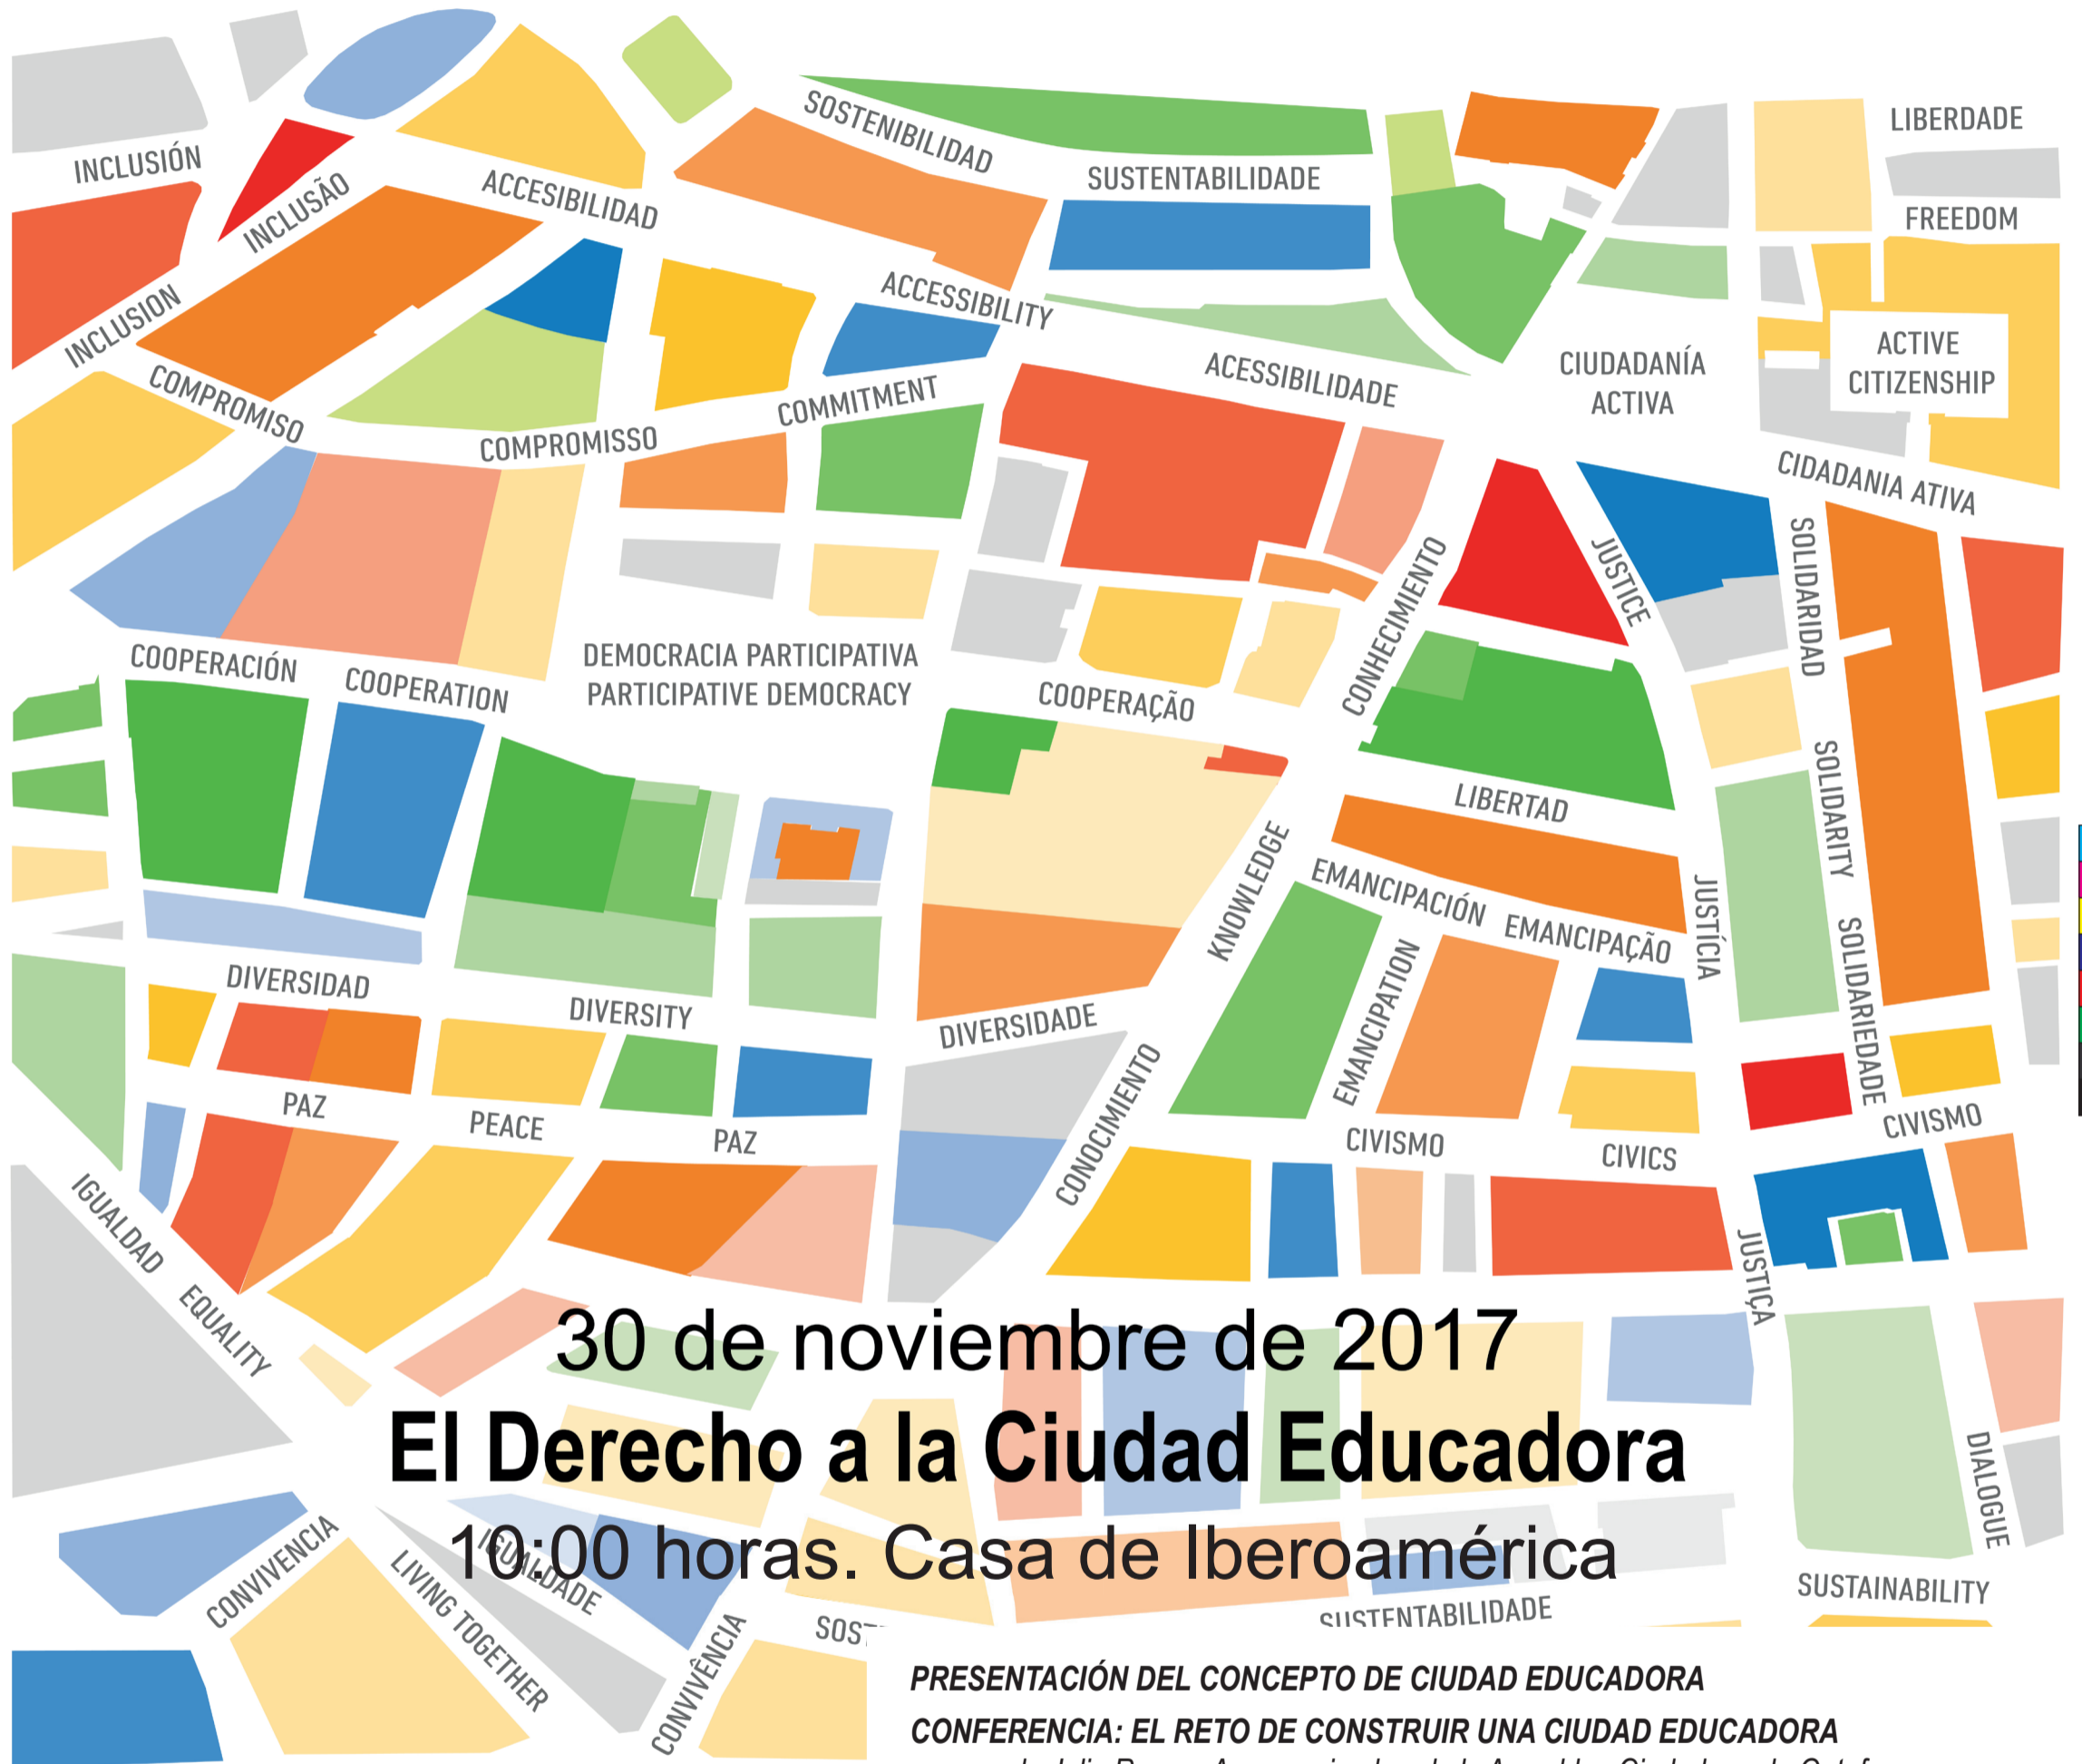 LIBERDADE
SOSTENIBILIDAD
INCLUSIÓN
SUSTENTABILIDADE
INCLUSÃO
ACCESIBILIDAD
FREEDOM
ACCESSIBILITY
INCLUSION
ACTIVE
CITIZENSHIP
CIUDADANÍA
ACTIVA
ACESSIBILIDADE
COMPROMISO
COMMITMENT
COMPROMISSO
CIDADANIA ATIVA
JUSTICE
SOLIDARIDAD
CONHECIMIENTO
DEMOCRACIA PARTICIPATIVA
PARTICIPATIVE DEMOCRACY
COOPERACIÓN
COOPERATION
COOPERAÇÃO
LIBERTAD
SOLIDARITY
KNOWLEDGE
EMANCIPACIÓN
EMANCIPAÇÃO
JUSTÍCIA
SOLIDARIEDADE
DIVERSIDAD
DIVERSITY
DIVERSIDADE
EMANCIPATION
CONOCIMIENTO
PAZ
PEACE
PAZ
CIVISMO
CIVICS
CIVISMO
IGUALDAD
EQUALITY
JUSTIÇA
30 de noviembre de 2017
El Derecho a la Ciudad Educadora
DIALOGUE
10:00 horas. Casa de Iberoamérica
CONVIVENCIA
LIVING TOGETHER
IGUALDADE
SUSTAINABILITY
SUSTENTABILIDADE
SOST
CONVIVÊNCIA
PRESENTACIÓN DEL CONCEPTO DE CIUDAD EDUCADORA
CONFERENCIA: EL RETO DE CONSTRUIR UNA CIUDAD EDUCADORA